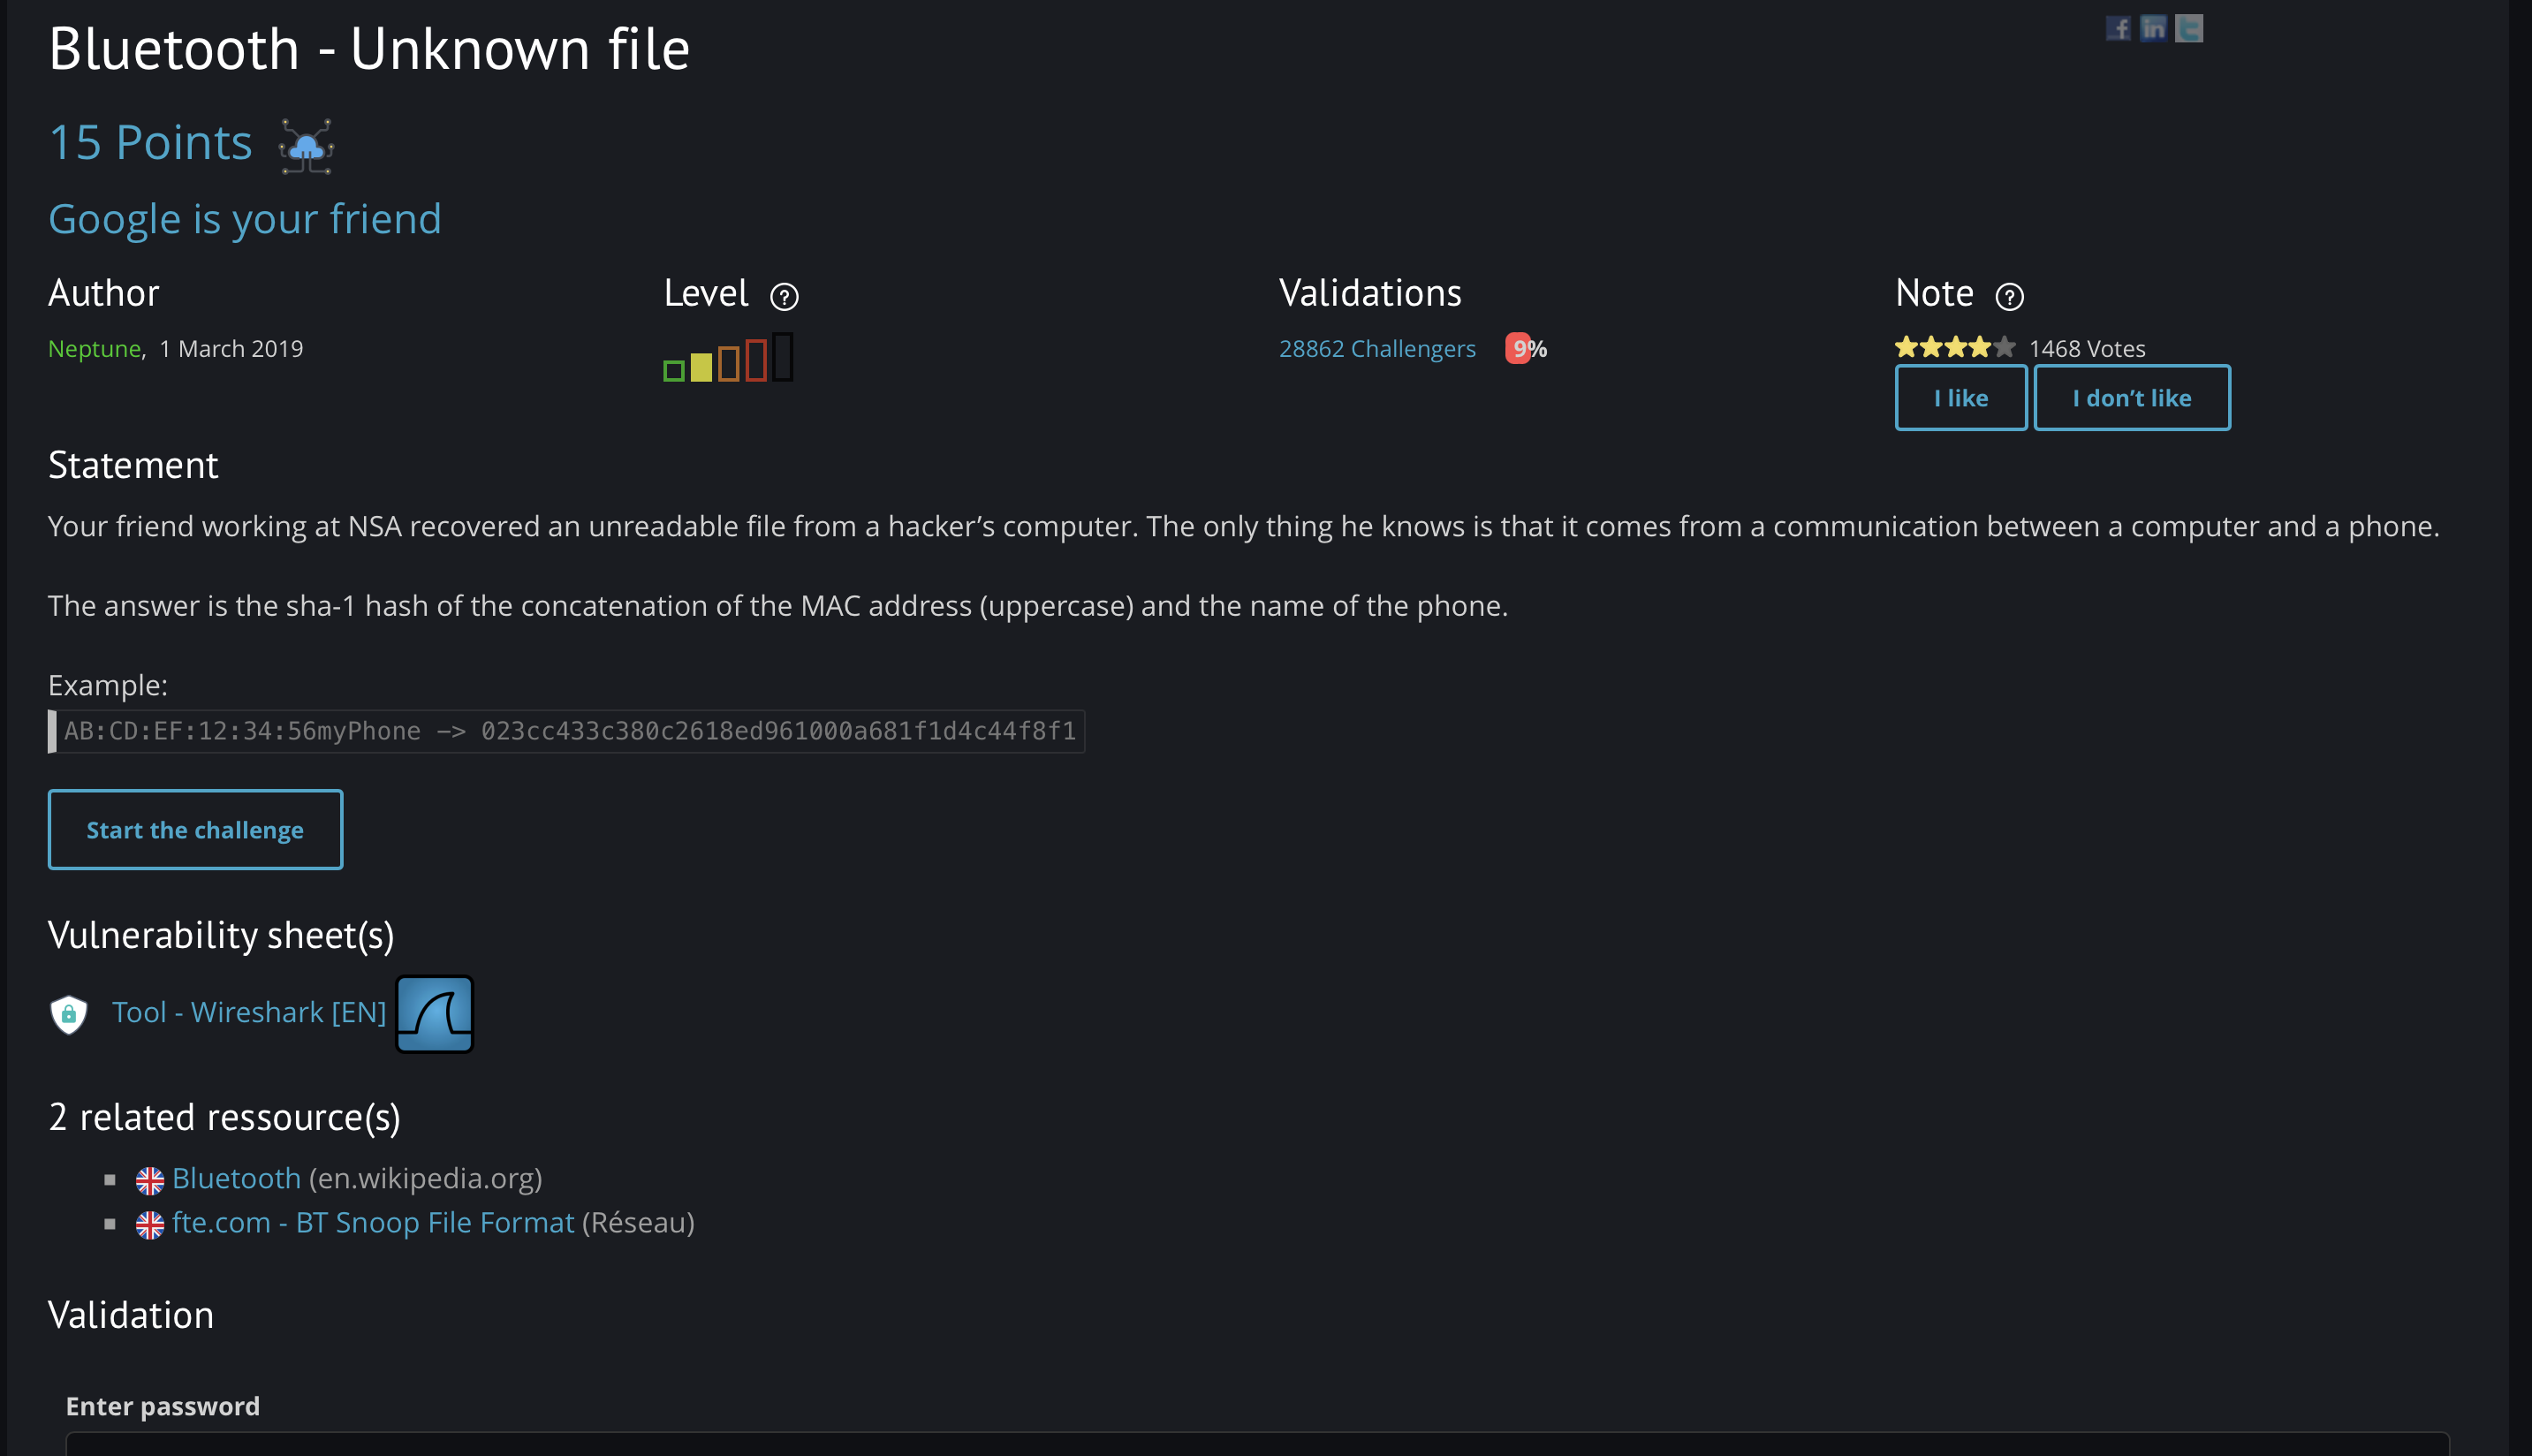 Bluetooth - Unknown file
15 Points
Google is your friend
Author
Neptune, 1 March 2019
Level ?
Validations
28862 Challengers 9%
Note ?
1468 Votes
I like I don’t like
Statement
Your friend working at NSA recovered an unreadable file from a hacker’s computer. The only thing he knows is that it comes from a communication between a computer and a phone.
The answer is the sha-1 hash of the concatenation of the MAC address (uppercase) and the name of the phone.
Example:
AB:CD:EF:12:34:56myPhone —> 023cc433c380c2618ed961000a681f1d4c44f8f1
Start the challenge
Vulnerability sheet(s)
Tool - Wireshark [EN]
2 related ressource(s)
Bluetooth (en.wikipedia.org)
fte.com - BT Snoop File Format (Réseau)
Validation
Enter password